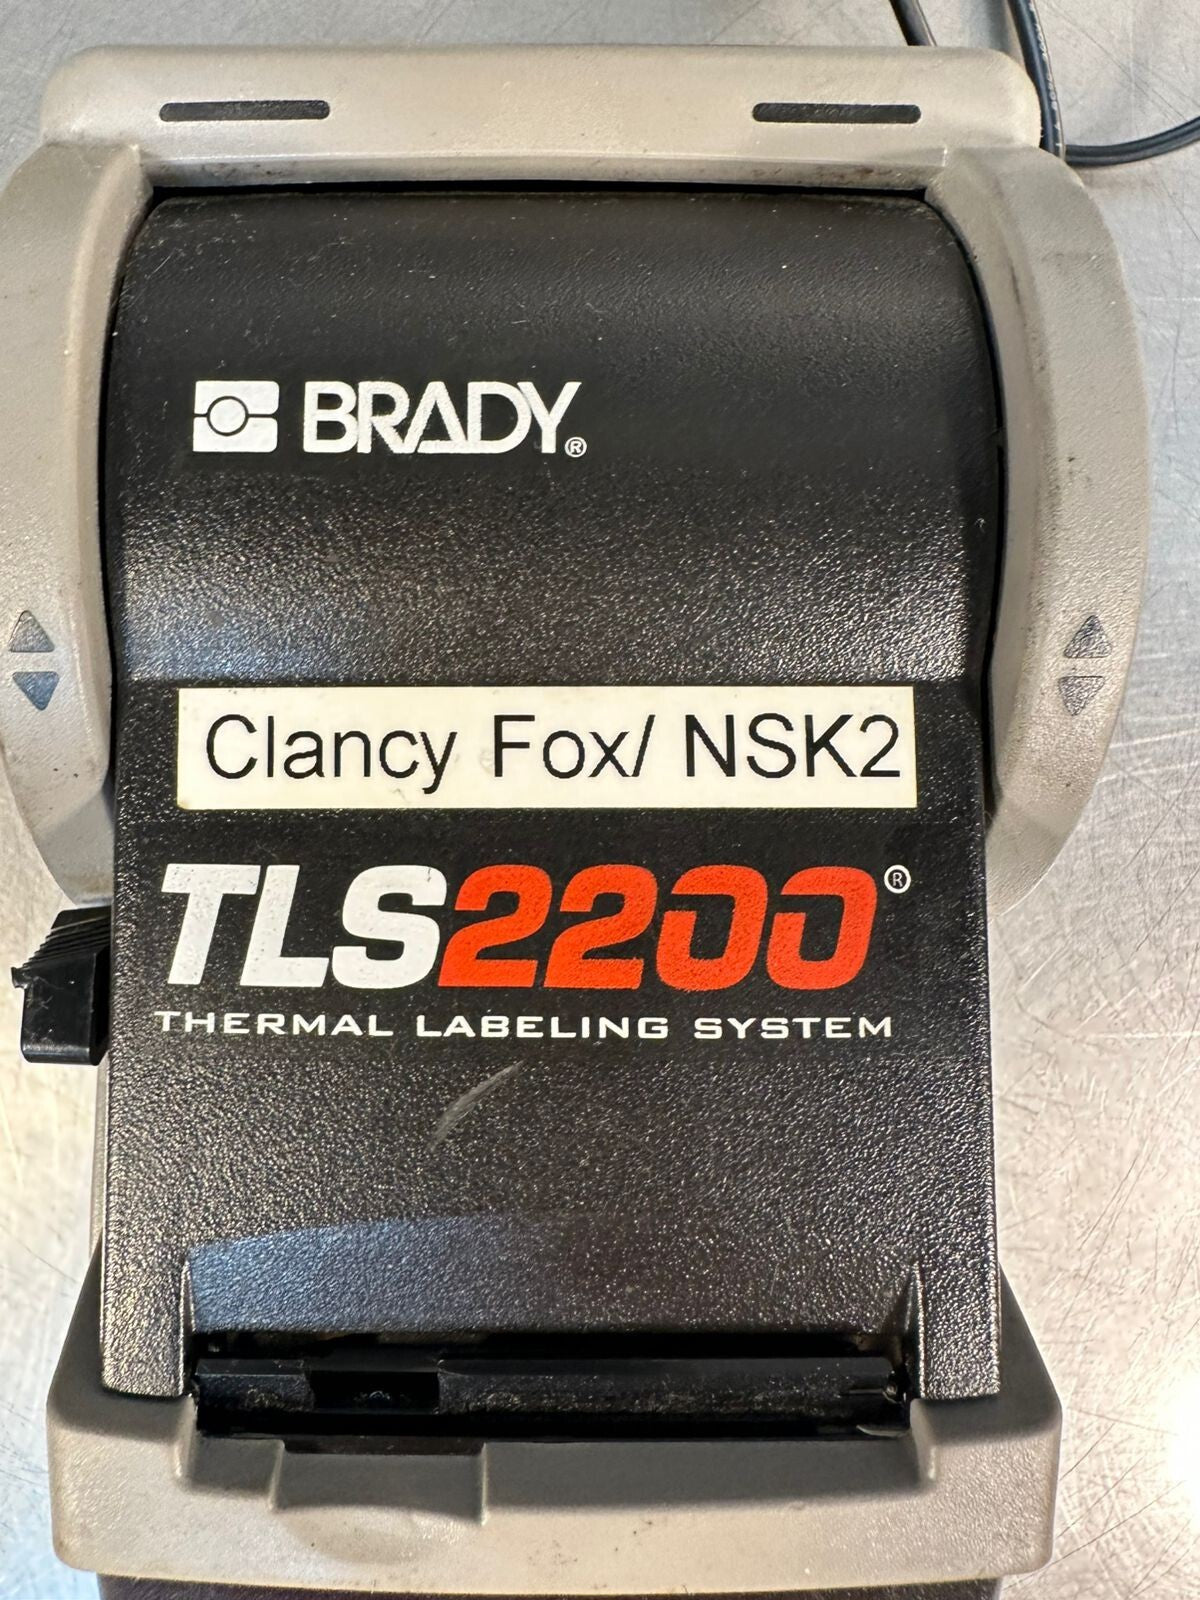 BRADY®
Clancy Fox/ NSK2
TLS2200®
THERMAL LABELING SYSTEM